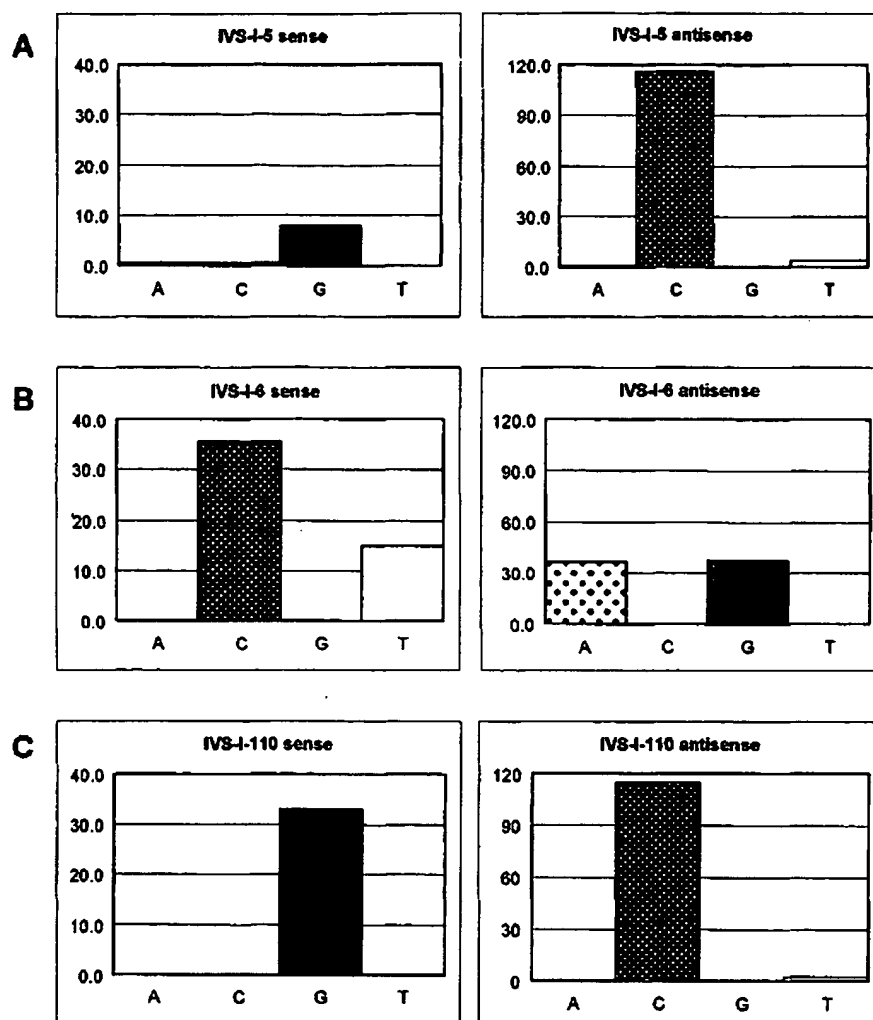 A
IVS-I-5 sense
40.0
30.0
20.0
10.0
0.0
A C G T
IVS-I-5 antisense
120.0
90.0
60.0
30.0
0.0
A C G T
B
IVS-I-6 sense
40.0
30.0
20.0
10.0
0.0
A C G T
IVS-I-6 antisense
120.0
90.0
60.0
30.0
0.0
A C G T
C
IVS-I-110 sense
40.0
30.0
20.0
10.0
0.0
A C G T
IVS-I-110 antisense
120
90
60
30
0
A C G T